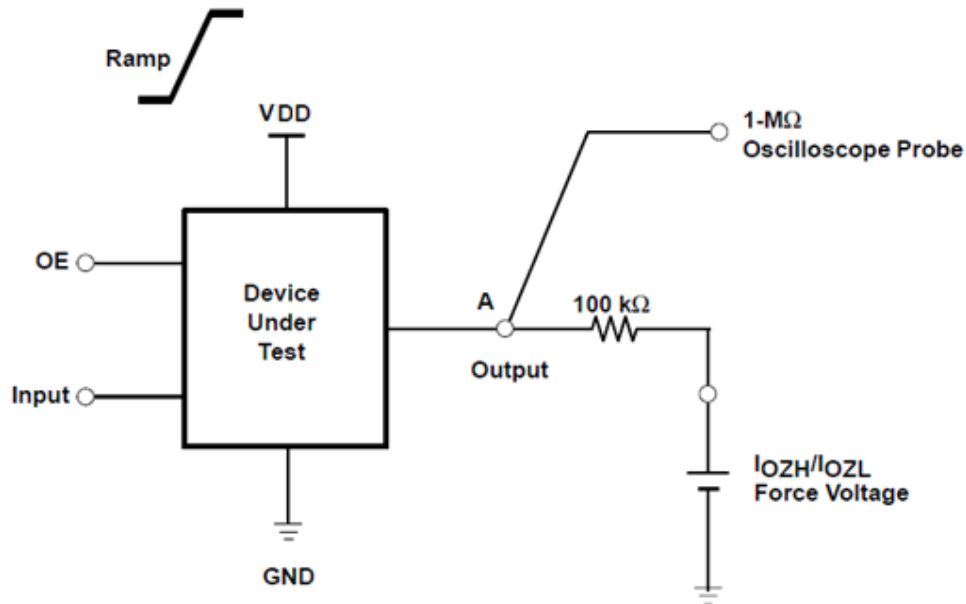 Ramp
VDD
1-MΩ
Oscilloscope Probe
OE
Device
Under
Test
A
100 kΩ
Output
Input
IOZH/IOZL
Force Voltage
GND